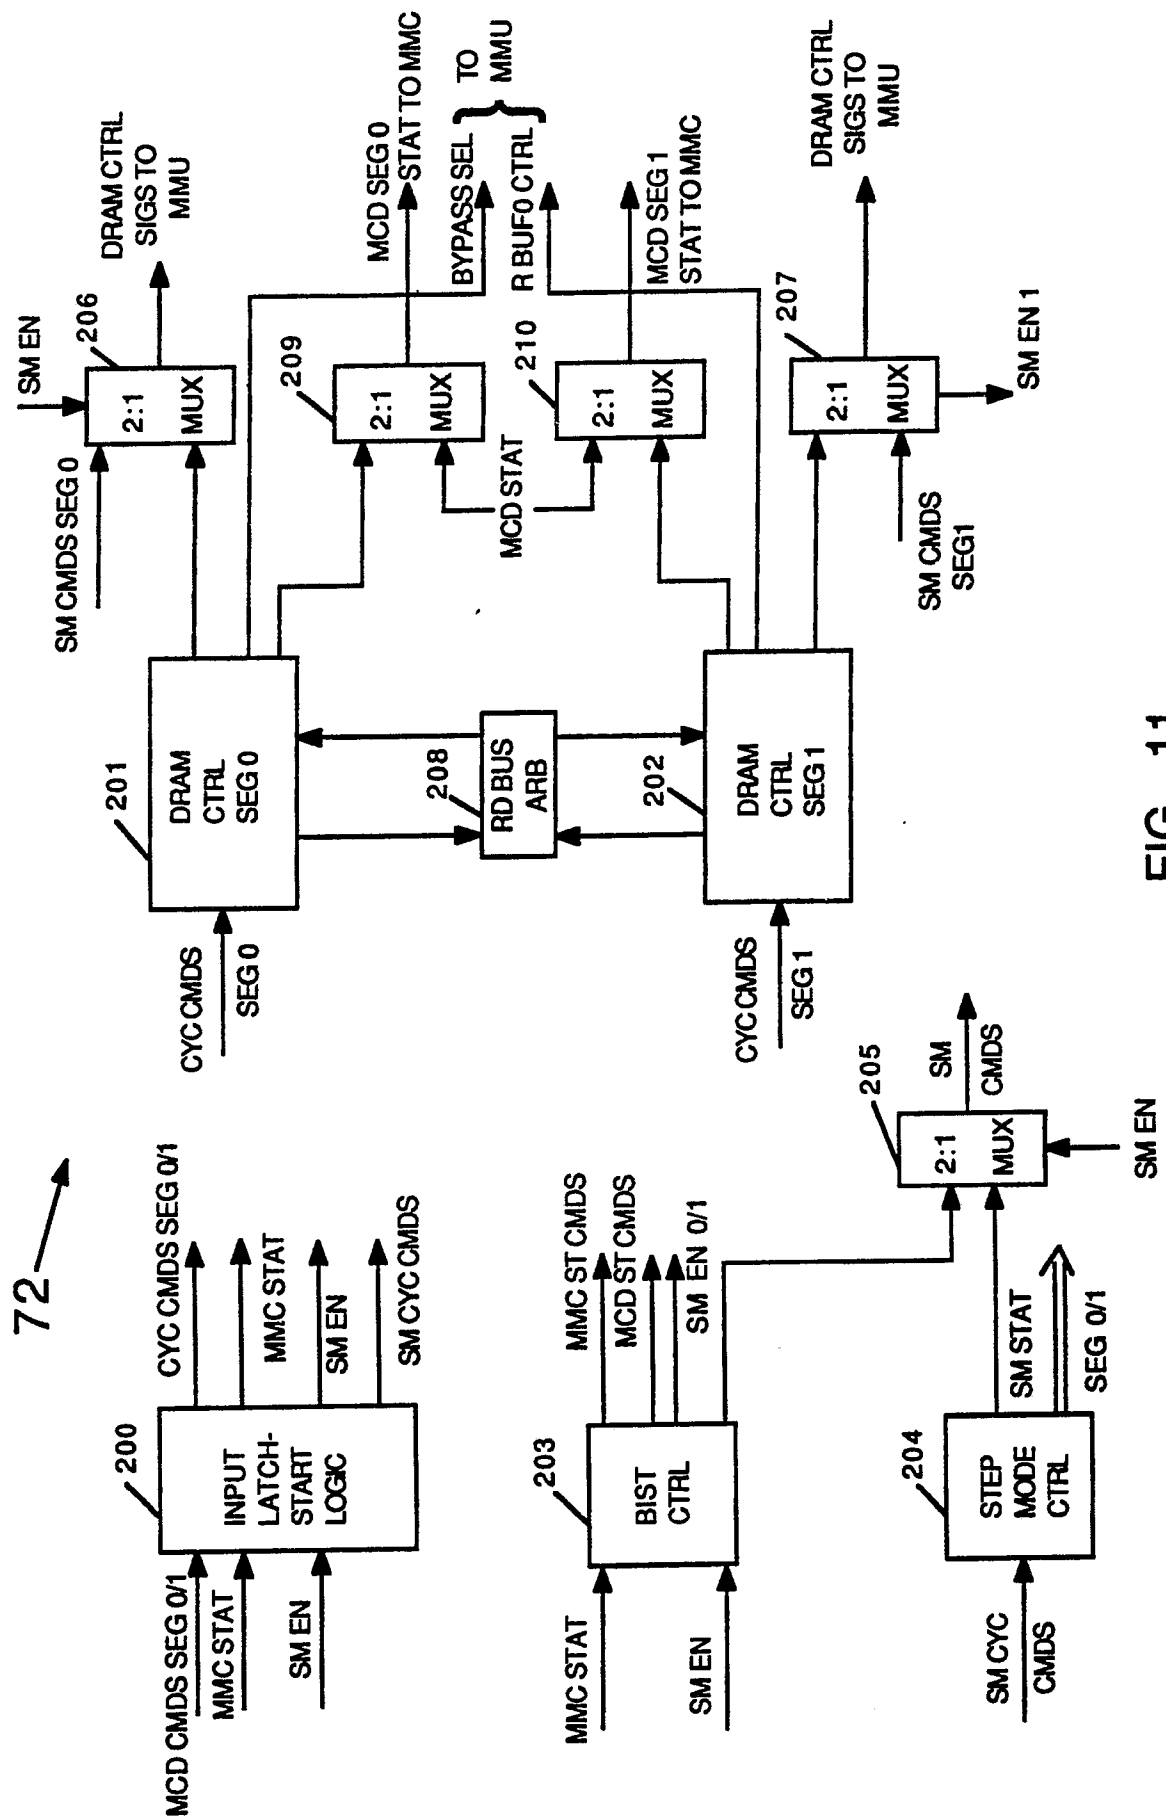 72
MCD CMDS SEG 0/1
MMC STAT
SM EN
200
INPUT
LATCH-
START
LOGIC
CYC CMDS SEG 0/1
MMC STAT
SM EN
SM CYC CMDS
MMC STAT
SM EN
203
BIST
CTRL
MMC ST CMDS
MCD ST CMDS
SM EN 0/1
SM CYC
CMDS
204
STEP
MODE
CTRL
SM STAT
SEG 0/1
205
2:1
MUX
SM
CMDS
SM EN
CYC CMDS
SEG 0
201
DRAM
CTRL
SEG 0
208
RD BUS
ARB
CYC CMDS
SEG 1
202
DRAM
CTRL
SEG 1
SM CMDS SEG 0
SM EN
206
2:1
MUX
DRAM CTRL
SIGS TO
MMU
209
2:1
MUX
MCD SEG 0
STAT TO MMC
BYPASS SEL
R BUF0 CTRL
TO
MMU
MCD STAT
210
2:1
MUX
MCD SEG 1
STAT TO MMC
207
2:1
MUX
SM CMDS
SEG1
SM EN 1
DRAM CTRL
SIGS TO
MMU
FIG. 11